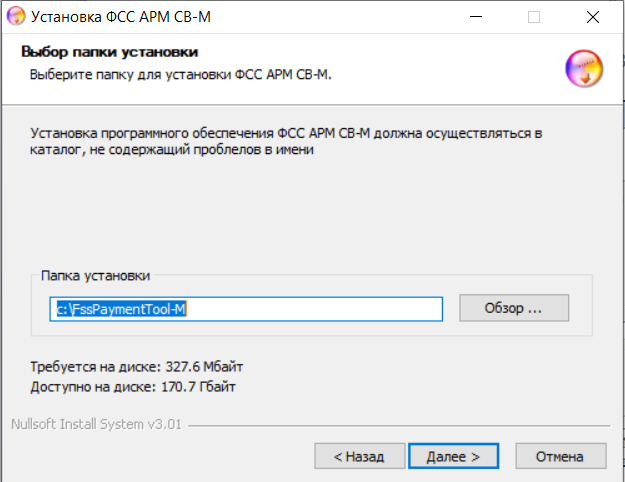 Установка ФСС АРМ СВ-М
Выбор папки установки
Выберите папку для установки ФСС АРМ СВ-М.
Установка программного обеспечения ФСС АРМ СВ-М должна осуществляться в
каталог, не содержащий проблелов в имени
Папка установки
c:\FssPaymentTool-M
Обзор ...
Требуется на диске: 327.6 Мбайт
Доступно на диске: 170.7 Гбайт
Nullsoft Install System v3.01
< Назад
Далее >
Отмена